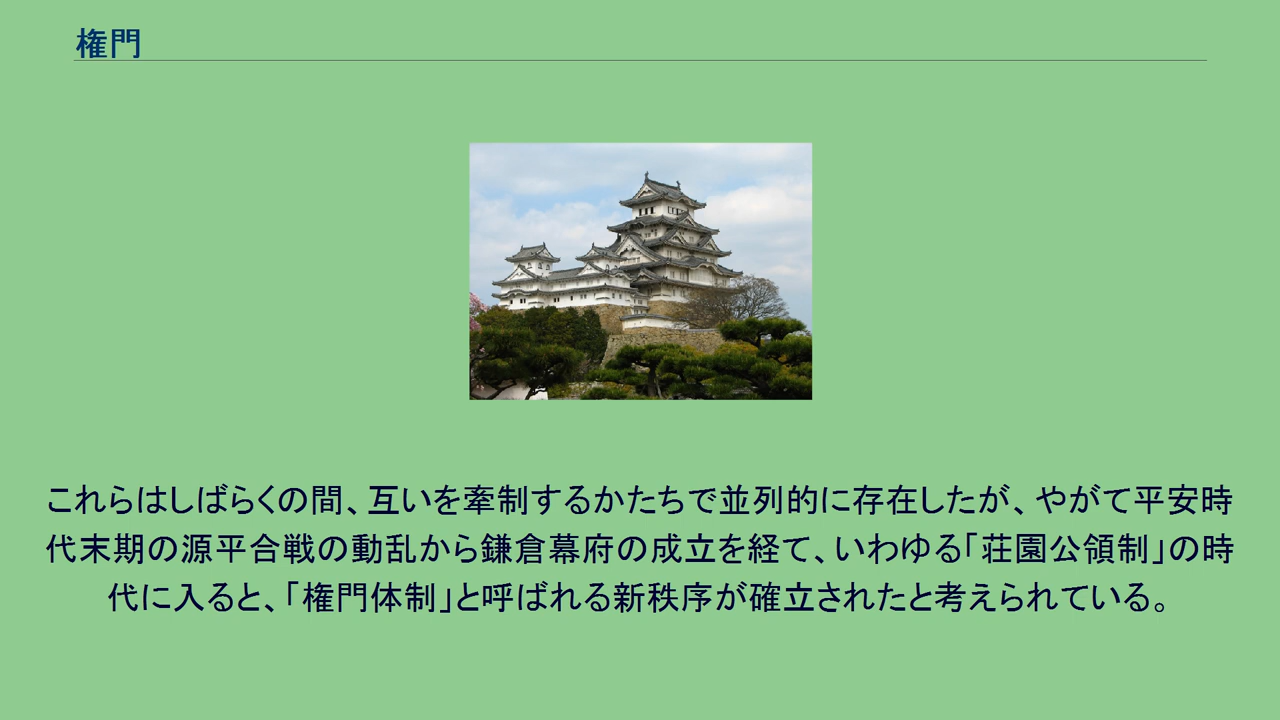 権門
これらはしばらくの間、互いを牽制するかたちで並列的に存在したが、やがて平安時
代末期の源平合戦の動乱から鎌倉幕府の成立を経て、いわゆる｢荘園公領制｣の時
代に入ると、｢権門体制｣と呼ばれる新秩序が確立されたと考えられている。